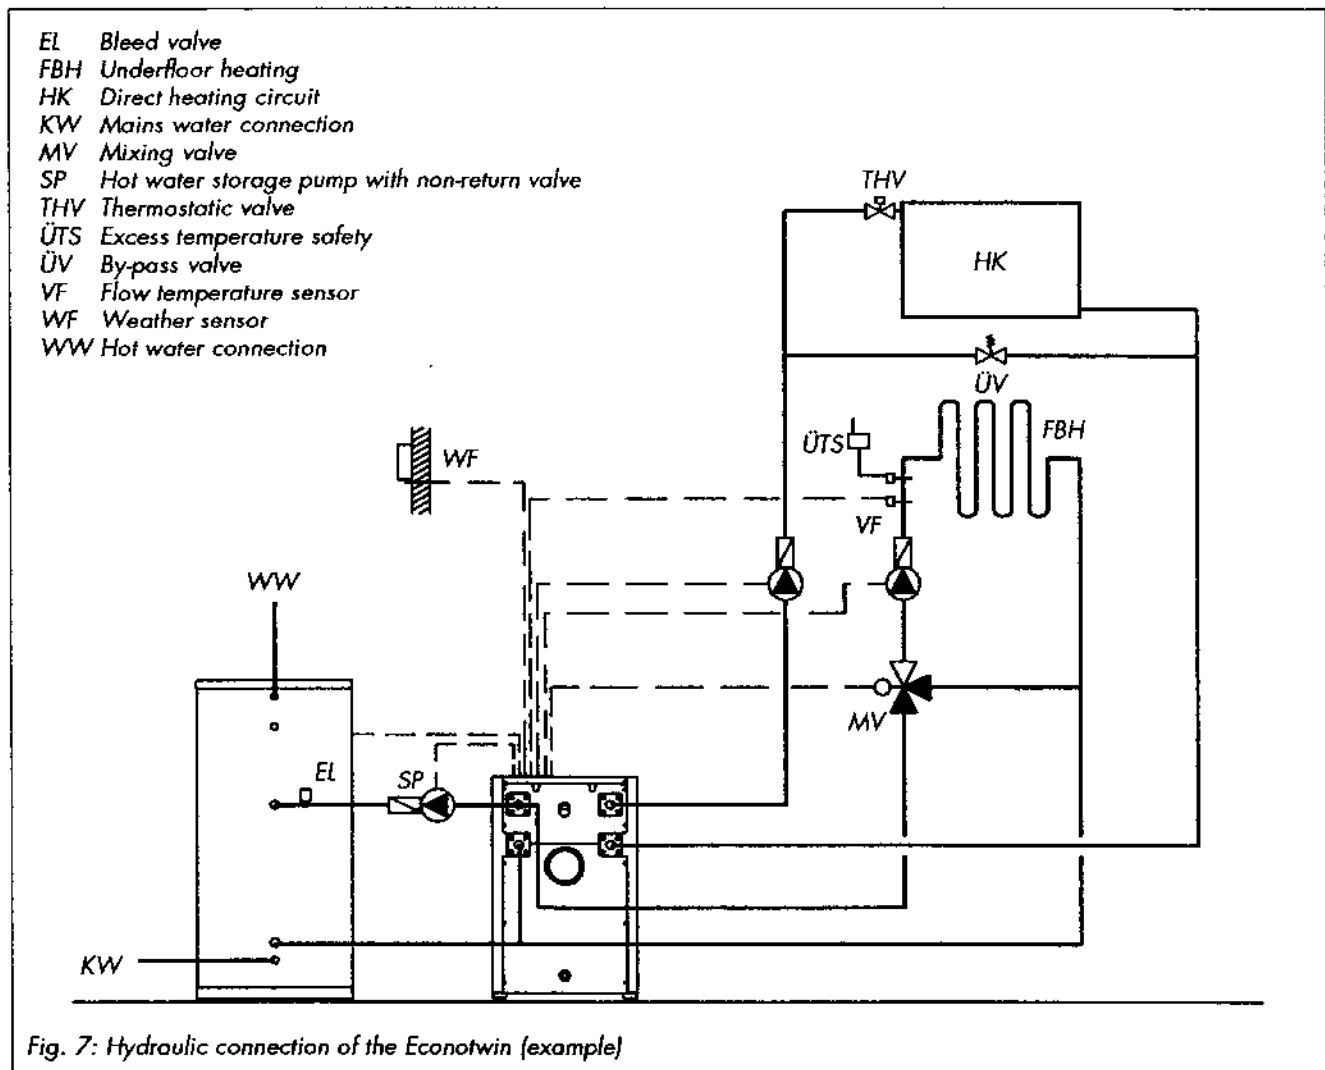 EL Bleed valve
FBH Underfloor heating
HK Direct heating circuit
KW Mains water connection
MV Mixing valve
SP Hot water storage pump with non-return valve
THV Thermostatic valve
ÜTS Excess temperature safety
ÜV By-pass valve
VF Flow temperature sensor
WF Weather sensor
WW Hot water connection
THV
HK
ÜV
FBH
ÜTS
WF
VF
WW
MV
EL
SP
KW
Fig. 7: Hydraulic connection of the Econotwin (example)